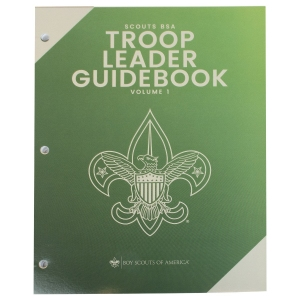 SCOUTS BSA
TROOP
LEADER
GUIDEBOOK
VOLUME 1
BOY SCOUTS OF AMERICA